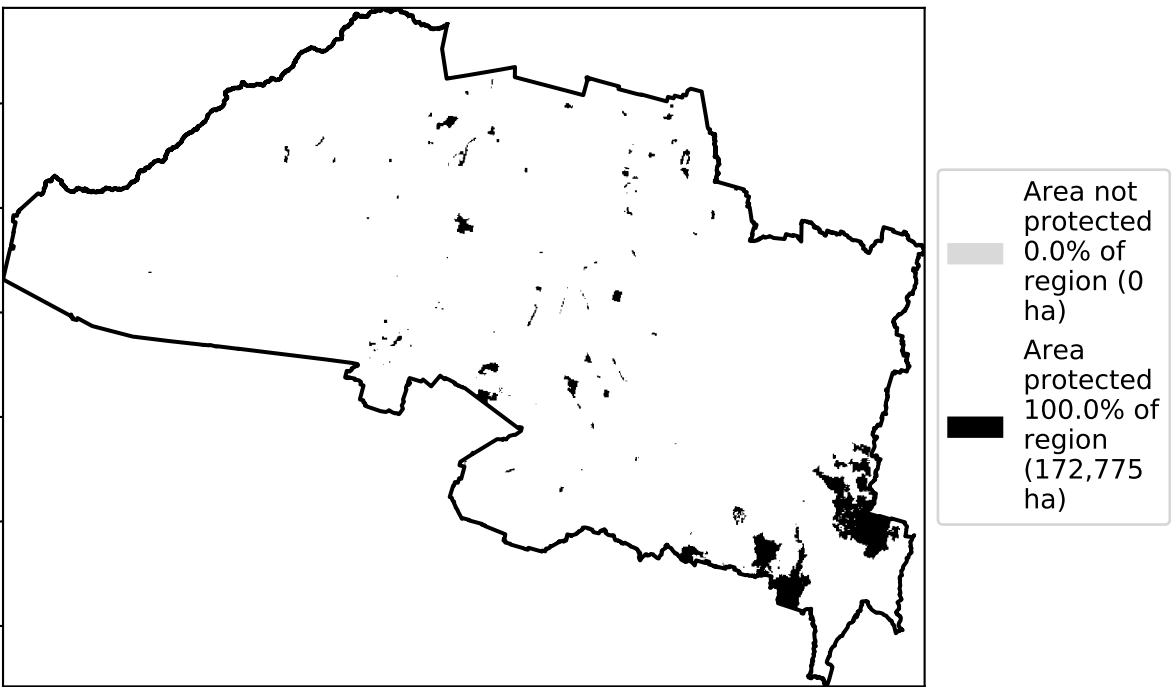 Area not
protected
0.0% of
region (0
ha)
Area
protected
100.0% of
region
(172,775
ha)